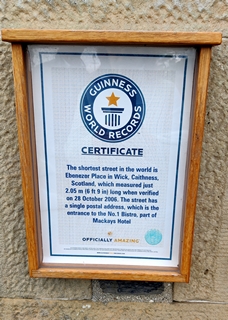 GUINNESS
WORLD RECORDS
CERTIFICATE
The shortest street in the world is
Ebenezer Place in Wick, Caithness,
Scotland, which measured just
2.05 m (6 ft 9 in) long when verified
on 28 October 2006. The street has
a single postal address, which is the
entrance to the No.1 Bistro, part of
Mackays Hotel
OFFICIALLY AMAZING